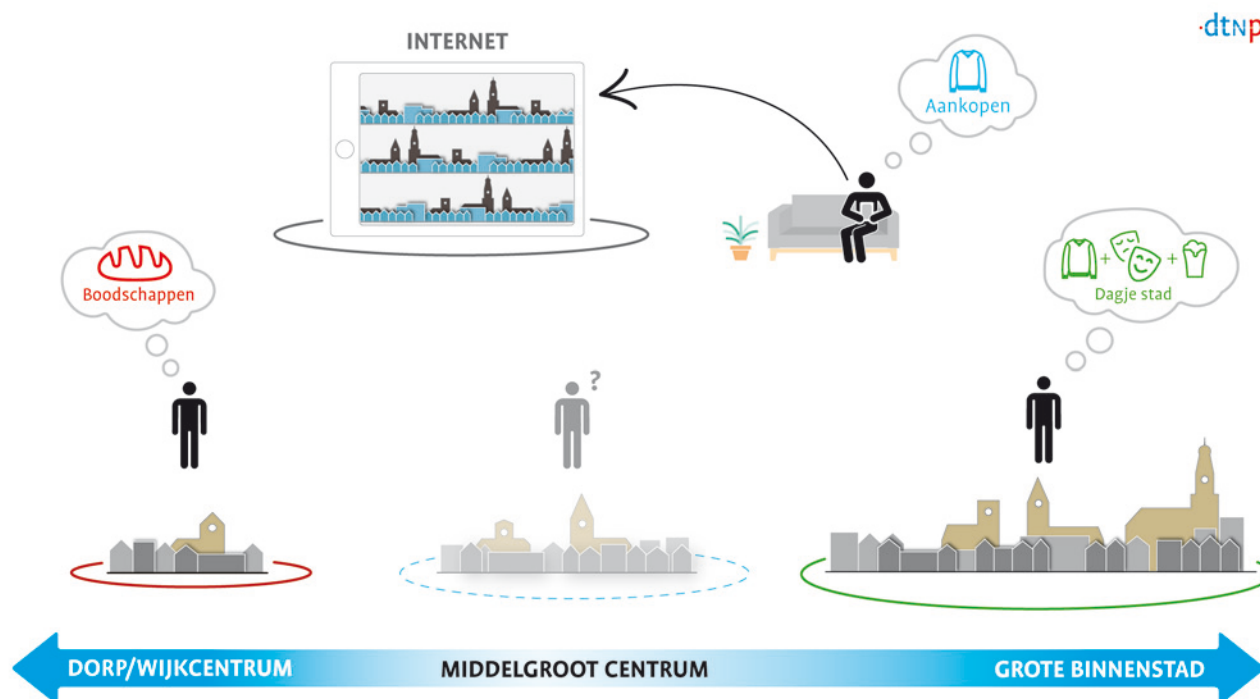 ·dtnp
INTERNET
Aankopen
Boodschappen
+ +
Dagje stad
?
DORP/WIJKCENTRUM
MIDDELGROOT CENTRUM
GROTE BINNENSTAD